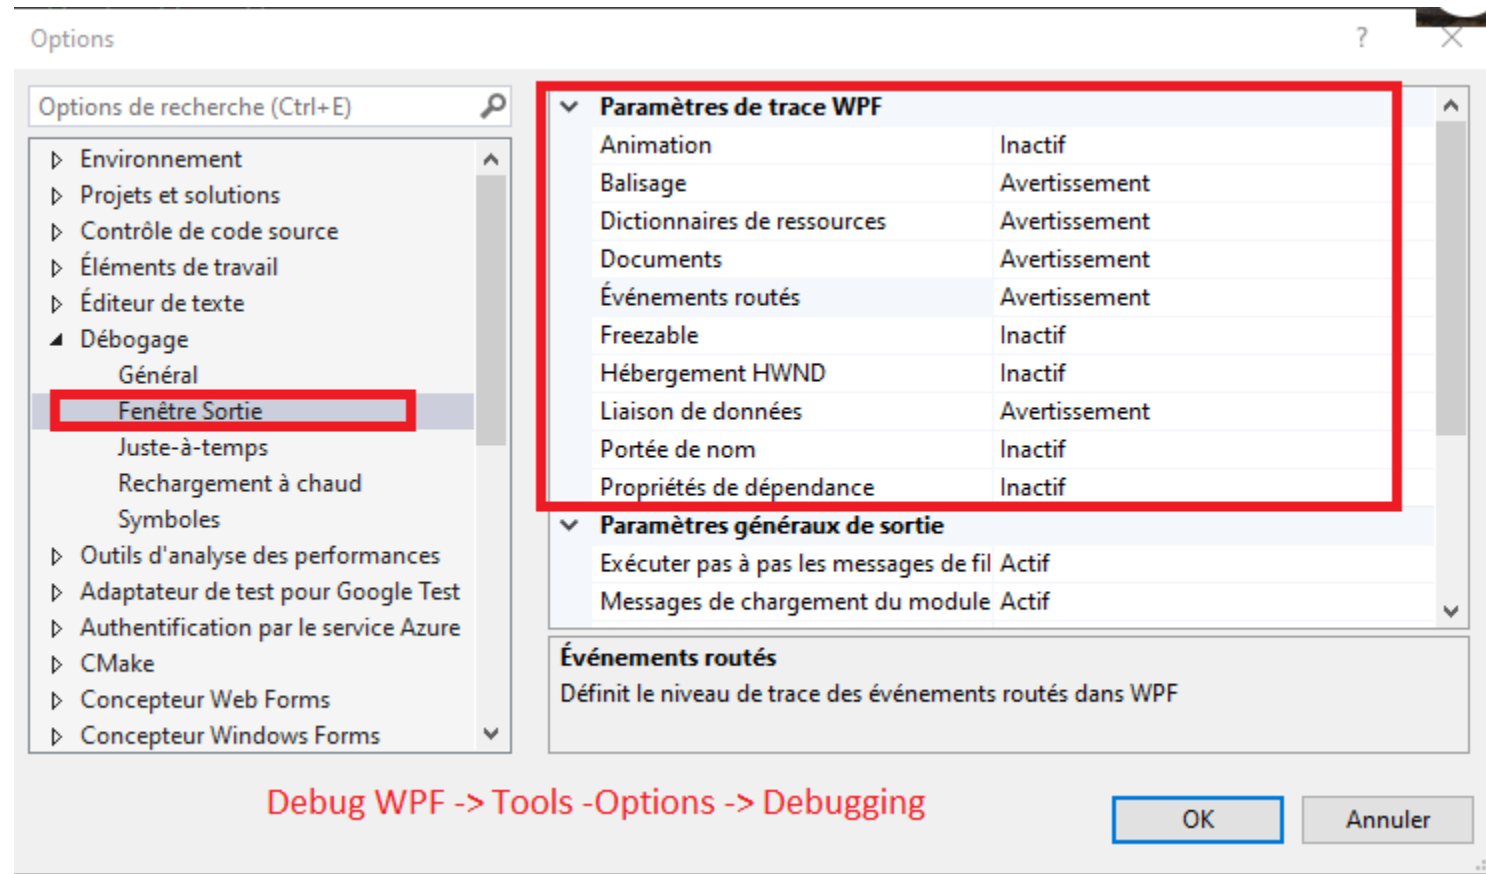 Options
?
Options de recherche (Ctrl+E)
Environnement
Projets et solutions
Contrôle de code source
Éléments de travail
Éditeur de texte
Débogage
Général
Fenêtre Sortie
Juste-à-temps
Rechargement à chaud
Symboles
Outils d'analyse des performances
Adaptateur de test pour Google Test
Authentification par le service Azure
CMake
Concepteur Web Forms
Concepteur Windows Forms
Paramètres de trace WPF
Animation Inactif
Balisage Avertissement
Dictionnaires de ressources Avertissement
Documents Avertissement
Événements routés Avertissement
Freezable Inactif
Hébergement HWND Inactif
Liaison de données Avertissement
Portée de nom Inactif
Propriétés de dépendance Inactif
Paramètres généraux de sortie
Exécuter pas à pas les messages de fil Actif
Messages de chargement du module Actif
Événements routés
Définit le niveau de trace des événements routés dans WPF
Debug WPF -> Tools -Options -> Debugging
OK
Annuler